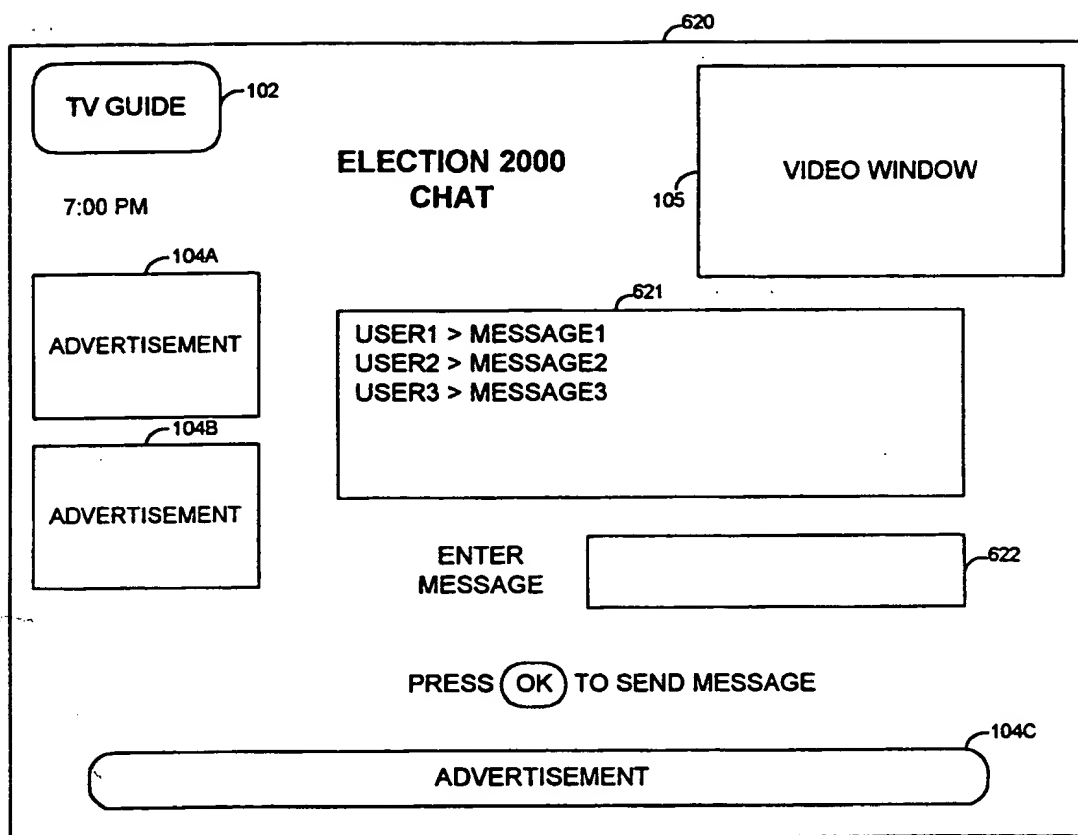 620
TV GUIDE
102
ELECTION 2000
CHAT
VIDEO WINDOW
105
7:00 PM
104A
ADVERTISEMENT
621
USER1 > MESSAGE1
USER2 > MESSAGE2
USER3 > MESSAGE3
104B
ADVERTISEMENT
ENTER
MESSAGE
622
PRESS OK TO SEND MESSAGE
104C
ADVERTISEMENT